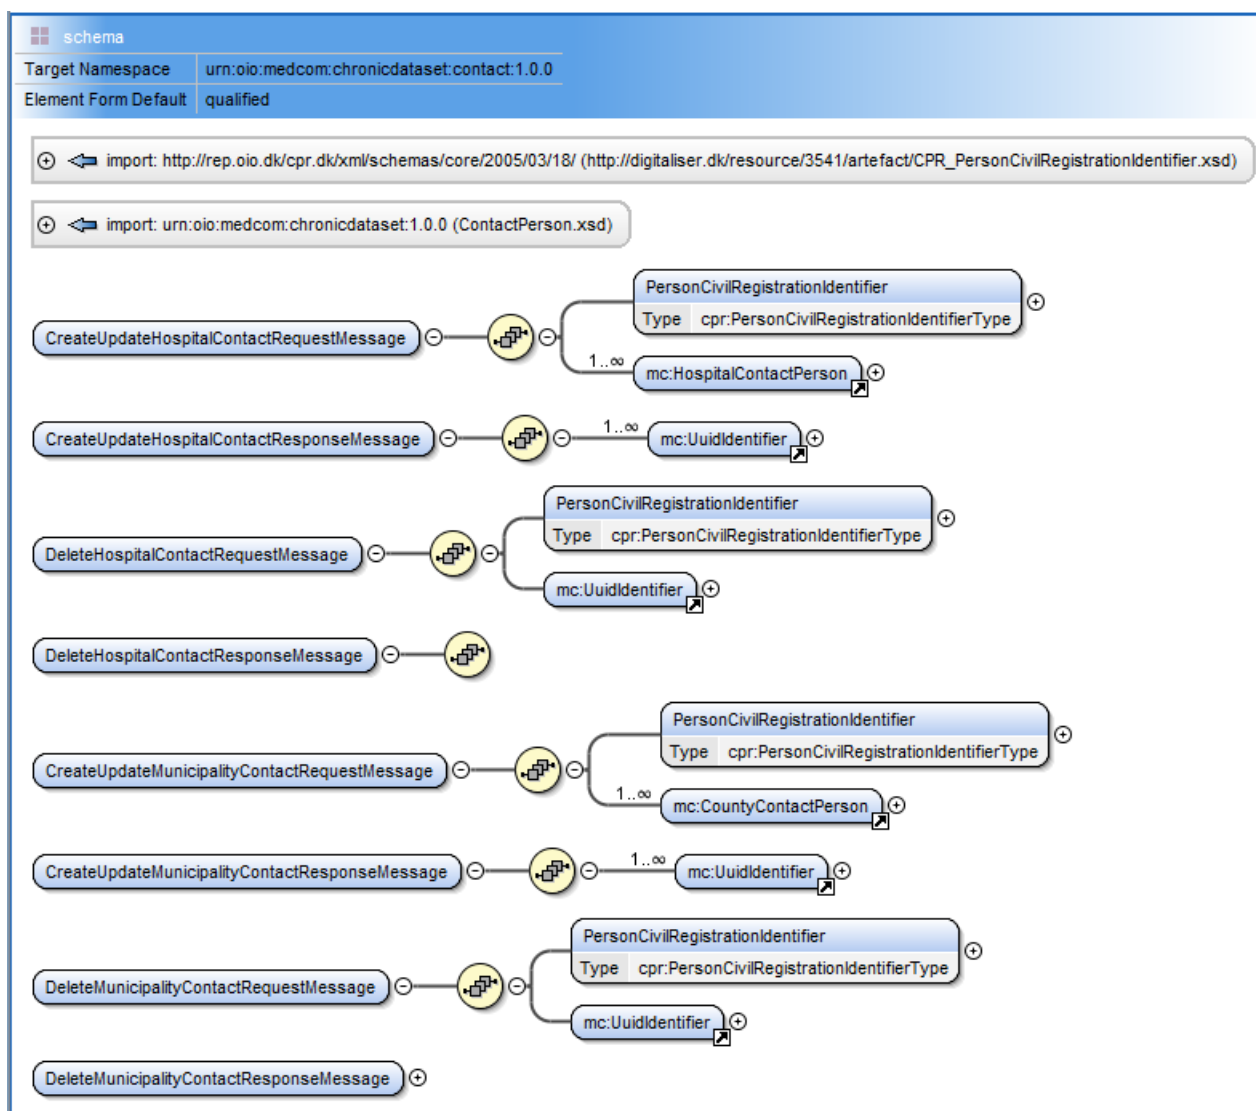 schema
Target Namespace urn:oio:medcom:chronicdataset:contact:1.0.0
Element Form Default qualified
import: http://rep.oio.dk/cpr.dk/xml/schemas/core/2005/03/18/ (http://digitaliser.dk/resource/3541/artefact/CPR_PersonCivilRegistrationIdentifier.xsd)
import: urn:oio:medcom:chronicdataset:1.0.0 (ContactPerson.xsd)
PersonCivilRegistrationIdentifier
Type cpr:PersonCivilRegistrationIdentifierType
CreateUpdateHospitalContactRequestMessage
1..∞ mc:HospitalContactPerson
CreateUpdateHospitalContactResponseMessage 1..∞ mc:UuidIdentifier
PersonCivilRegistrationIdentifier
Type cpr:PersonCivilRegistrationIdentifierType
DeleteHospitalContactRequestMessage
mc:UuidIdentifier
DeleteHospitalContactResponseMessage
PersonCivilRegistrationIdentifier
Type cpr:PersonCivilRegistrationIdentifierType
CreateUpdateMunicipalityContactRequestMessage
1..∞ mc:CountyContactPerson
CreateUpdateMunicipalityContactResponseMessage 1..∞ mc:UuidIdentifier
PersonCivilRegistrationIdentifier
Type cpr:PersonCivilRegistrationIdentifierType
DeleteMunicipalityContactRequestMessage
mc:UuidIdentifier
DeleteMunicipalityContactResponseMessage